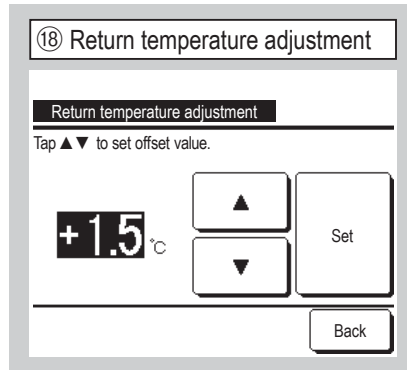 ⑱ Return temperature adjustment
Return temperature adjustment
Tap ▲▼ to set offset value.
+1.5 °C
▲
▼
Set
Back